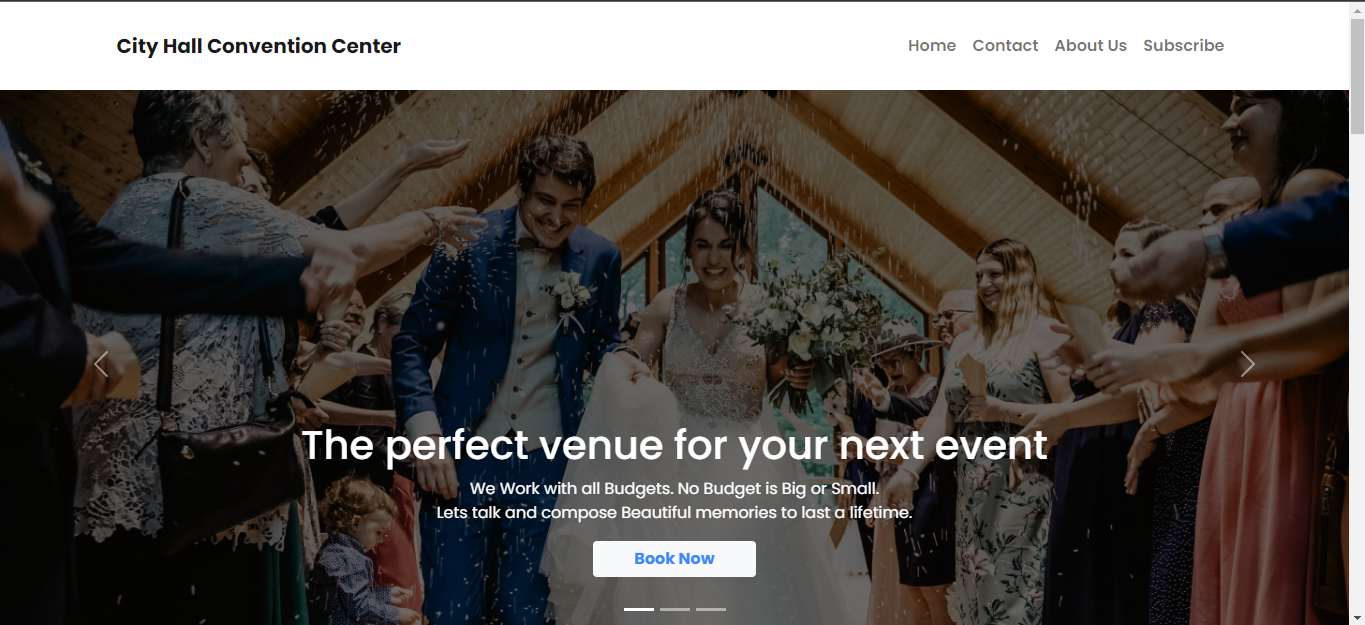 City Hall Convention Center
Home Contact About Us Subscribe
The perfect venue for your next event
We Work with all Budgets. No Budget is Big or Small.
Lets talk and compose Beautiful memories to last a lifetime.
Book Now